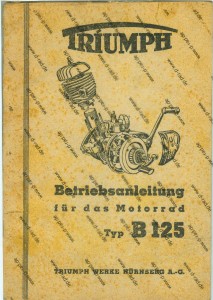 TRIUMPH
Betriebsanleitung
für das Motorrad
Typ B 125
TRIUMPH WERKE NÜRNBERG A.-G.